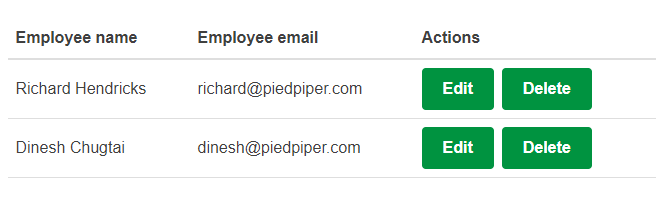 Employee name Employee email Actions
Richard Hendricks richard@piedpiper.com Edit Delete
Dinesh Chugtai dinesh@piedpiper.com Edit Delete